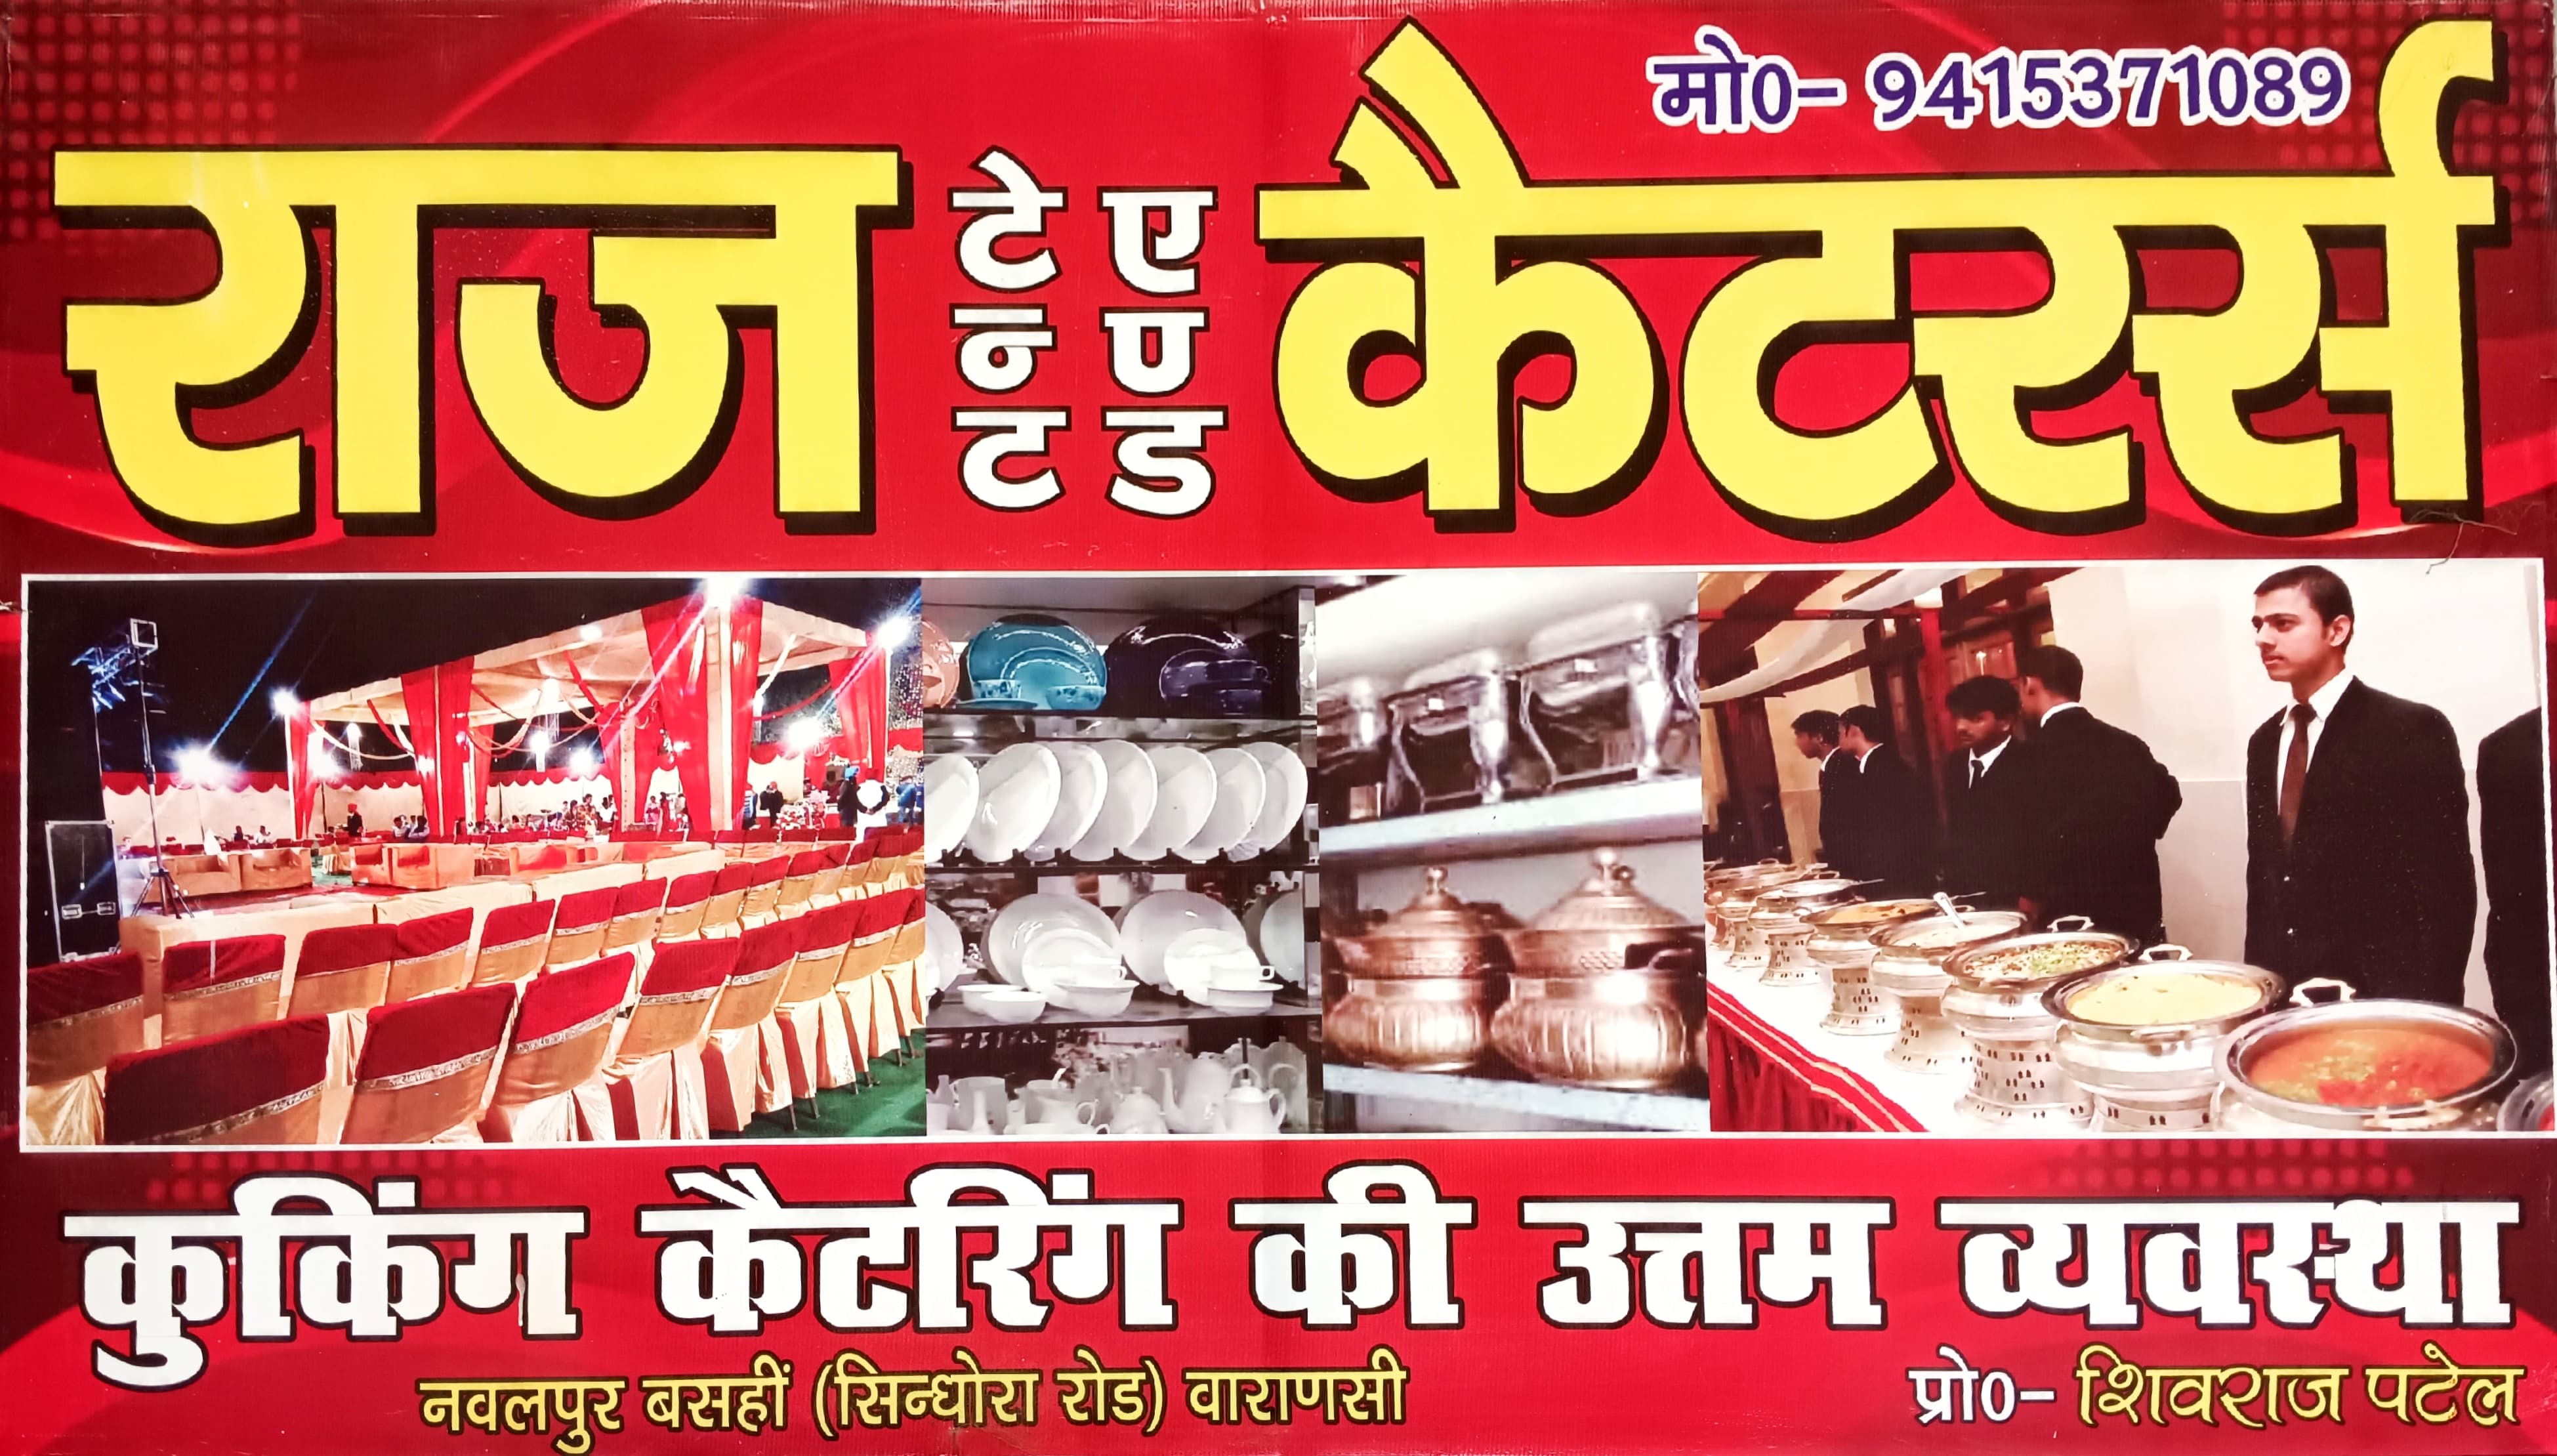 मो0- 9415371089
राज टेन्ट एण्ड कैटरर्स
कुकिंग कैटरिंग की उत्तम व्यवस्था
नवलपुर बसहीं (सिन्धोरा रोड) वाराणसी
प्रो0- शिवराज पटेल